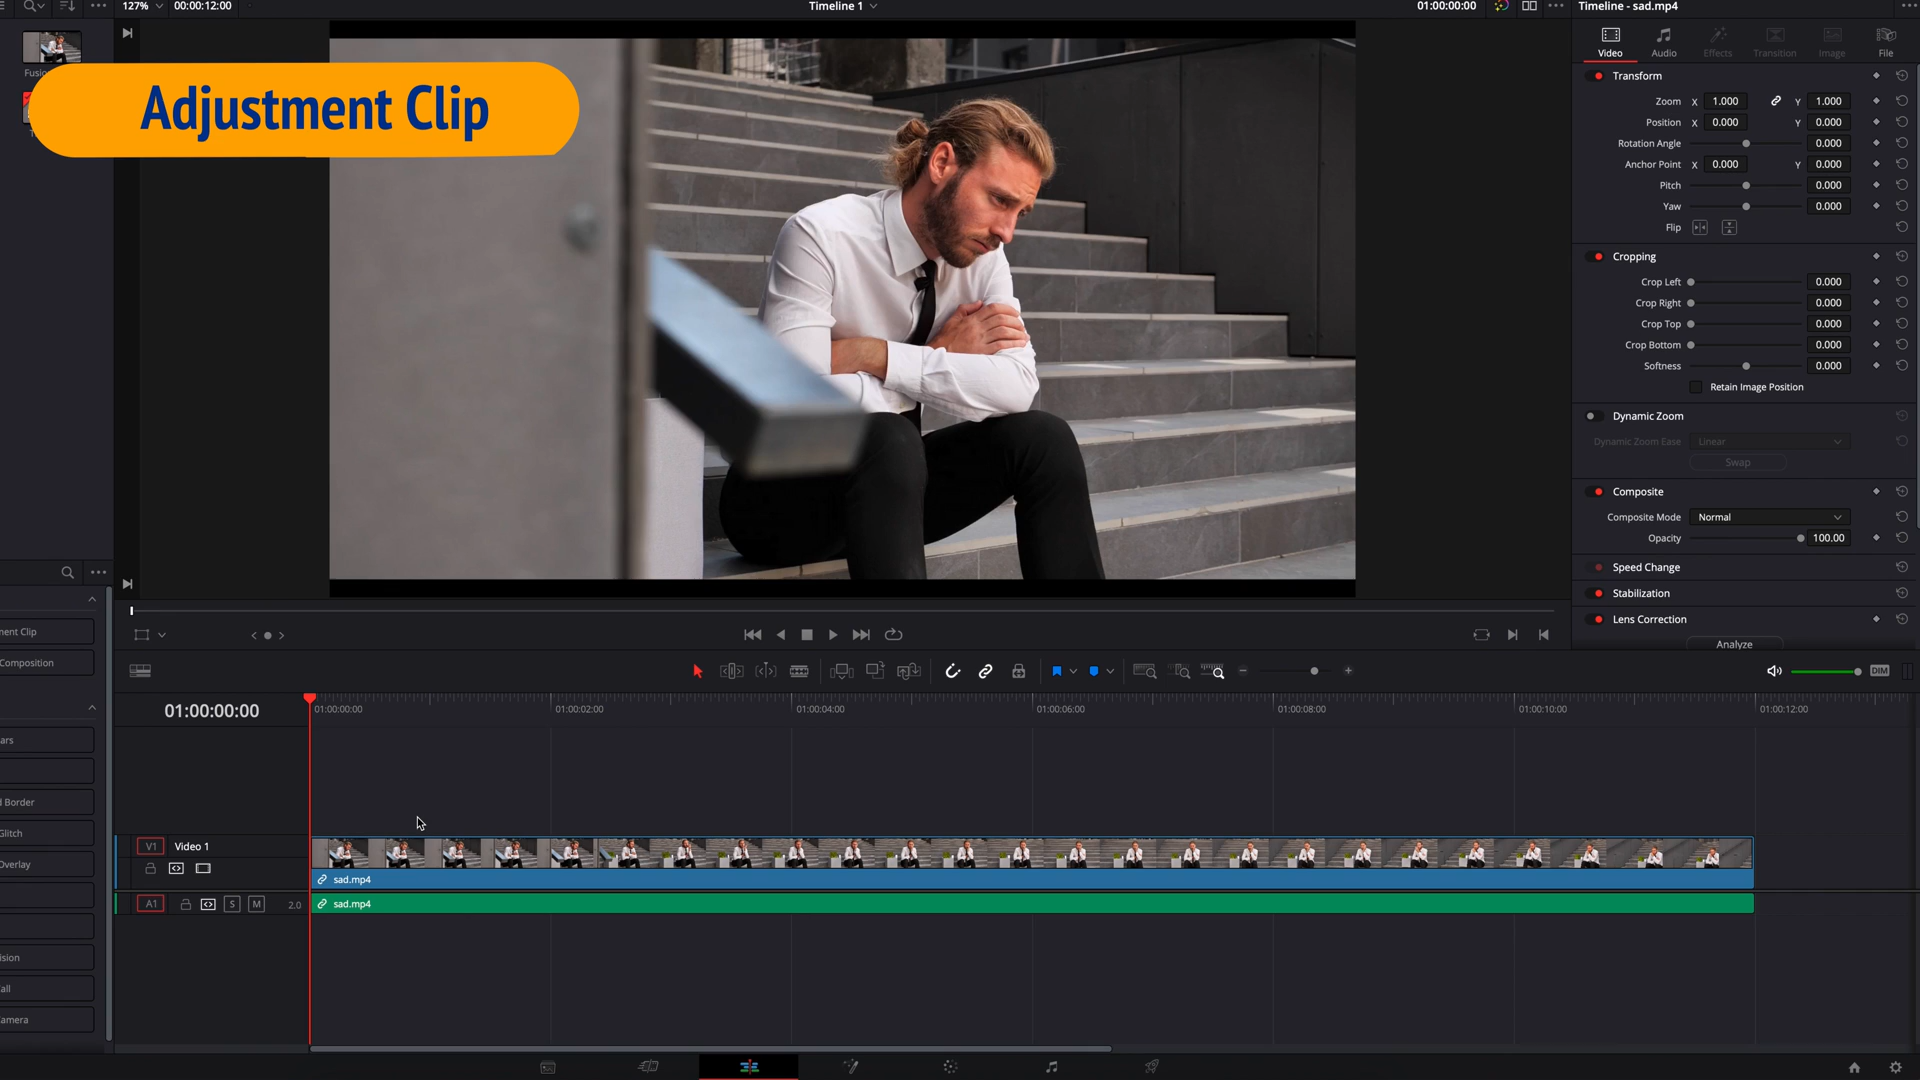 127%
00:00:12:00
Timeline 1
01:00:00:00
Timeline - sad.mp4
Adjustment Clip
Video
Audio
Effects
Transition
Image
File
Transform
Zoom X 1.000 Y 1.000
Position X 0.000 Y 0.000
Rotation Angle 0.000
Anchor Point X 0.000 Y 0.000
Pitch 0.000
Yaw 0.000
Flip
Cropping
Crop Left 0.000
Crop Right 0.000
Crop Top 0.000
Crop Bottom 0.000
Softness 0.000
Retain Image Position
Dynamic Zoom
Dynamic Zoom Ease Linear
Swap
Composite
Composite Mode Normal
Opacity 100.00
Speed Change
Stabilization
Lens Correction
Analyze
ment Clip
Composition
ars
d Border
Glitch
Overlay
ision
all
amera
DIM
01:00:00:00
01:00:00:00
01:00:02:00
01:00:04:00
01:00:06:00
01:00:08:00
01:00:10:00
01:00:12:00
V1 Video 1
sad.mp4
A1 S M 2.0
sad.mp4